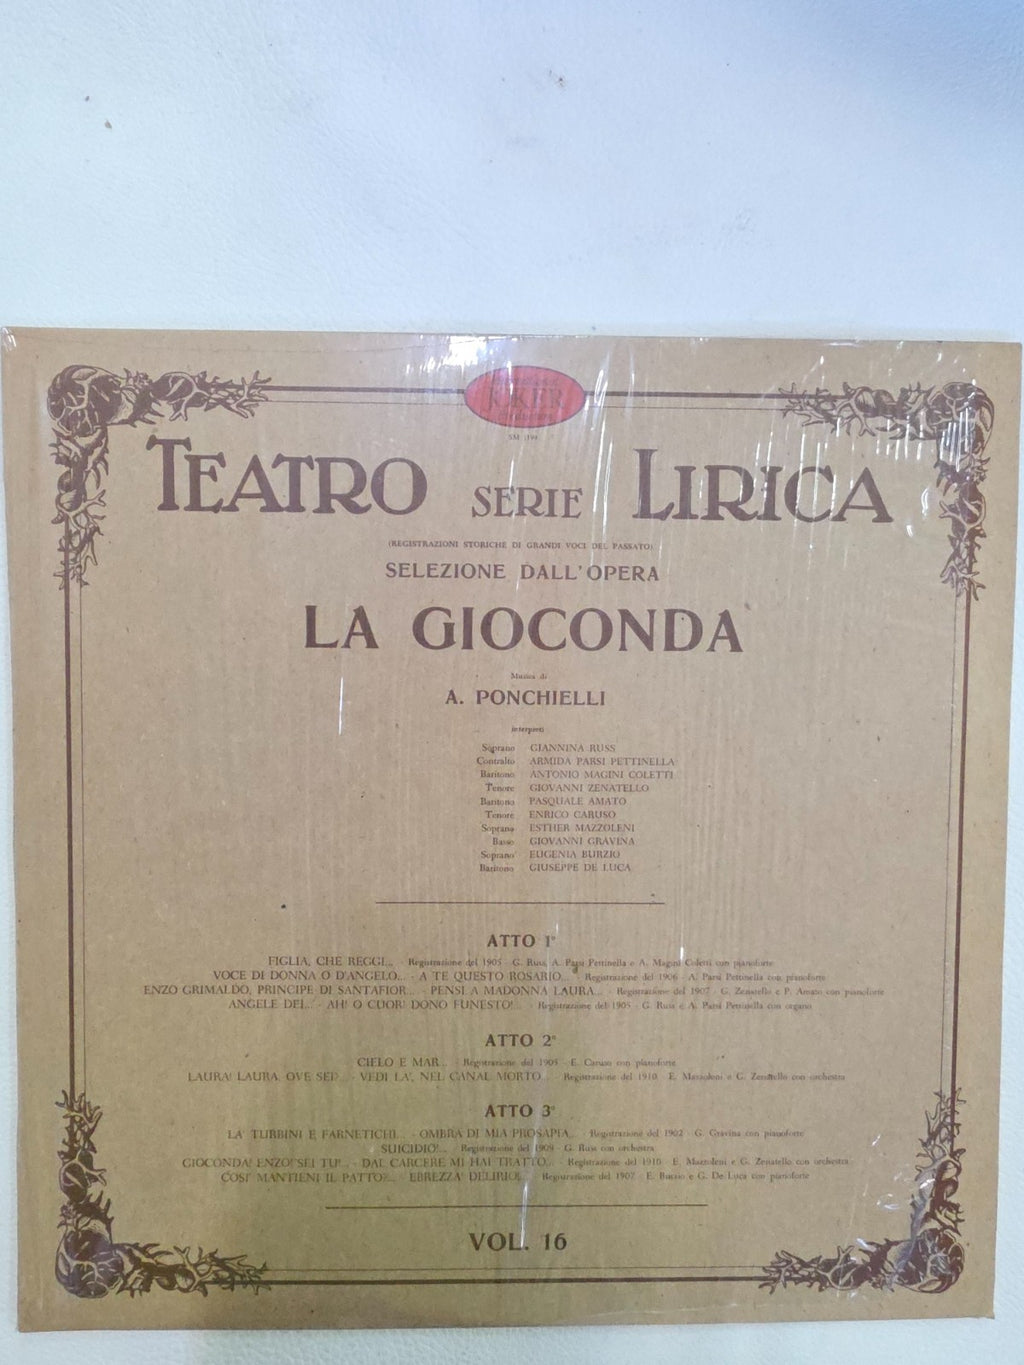 JOKER
SM 1199
TEATRO SERIE LIRICA
(REGISTRAZIONI STORICHE DI GRANDI VOCI DEL PASSATO)
SELEZIONE DALL'OPERA
LA GIOCONDA
Musica di
A. PONCHIELLI
interpreti
Soprano GIANNINA RUSS
Contralto ARMIDA PARSI PETTINELLA
Baritono ANTONIO MAGINI COLETTI
Tenore GIOVANNI ZENATELLO
Baritono PASQUALE AMATO
Tenore ENRICO CARUSO
Soprano ESTHER MAZZOLENI
Basso GIOVANNI GRAVINA
Soprano EUGENIA BURZIO
Baritono GIUSEPPE DE LUCA
ATTO 1°
FIGLIA, CHE REGGI... - Registrazione del 1905 - G. Russ, A. Parsi Pettinella e A. Magini Coletti con pianoforte
VOCE DI DONNA O D'ANGELO... - A TE QUESTO ROSARIO... - Registrazione del 1906 - A. Parsi Pettinella con pianoforte
ENZO GRIMALDO, PRINCIPE DI SANTAFIOR... - PENSI A MADONNA LAURA... - Registrazione del 1907 - G. Zenatello e P. Amato con pianoforte
ANGELE DEI... - AH! O CUOR! DONO FUNESTO!... - Registrazione del 1905 - G. Russ e A. Parsi Pettinella con organo
ATTO 2°
CIELO E MAR... - Registrazione del 1905 - E. Caruso con pianoforte
LAURA! LAURA, OVE SEI?... - VEDI LA', NEL CANAL MORTO... - Registrazione del 1910 - E. Mazzoleni e G. Zenatello con orchestra
ATTO 3°
LA' TURBINI E FARNETICHI... - OMBRA DI MIA PROSAPIA... - Registrazione del 1902 - G. Gravina con pianoforte
SUICIDIO!... - Registrazione del 1909 - G. Russ con orchestra
GIOCONDA! ENZO! SEI TU!... - DAL CARCERE MI HAI TRATTO... - Registrazione del 1910 - E. Mazzoleni e G. Zenatello con orchestra
COSI' MANTIENI IL PATTO?... - EBREZZA! DELIRIO!... - Registrazione del 1907 - E. Burzio e G. De Luca con pianoforte
VOL. 16